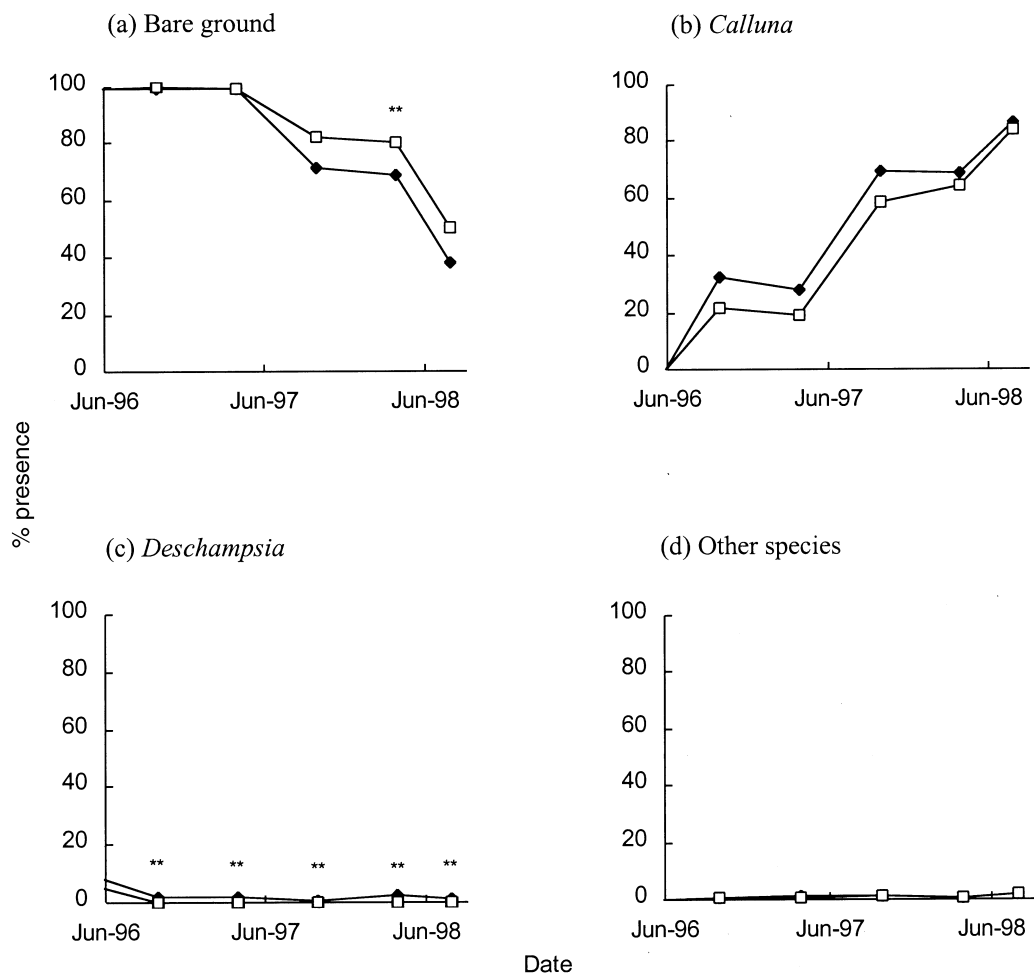 (a) Bare ground
100
80
60
40
20
0
**
Jun-96 Jun-97 Jun-98
(b) Calluna
100
80
60
40
20
0
Jun-96 Jun-97 Jun-98
% presence
(c) Deschampsia
100
80
60
40
20
0
** ** ** ** **
Jun-96 Jun-97 Jun-98
(d) Other species
100
80
60
40
20
0
Jun-96 Jun-97 Jun-98
Date